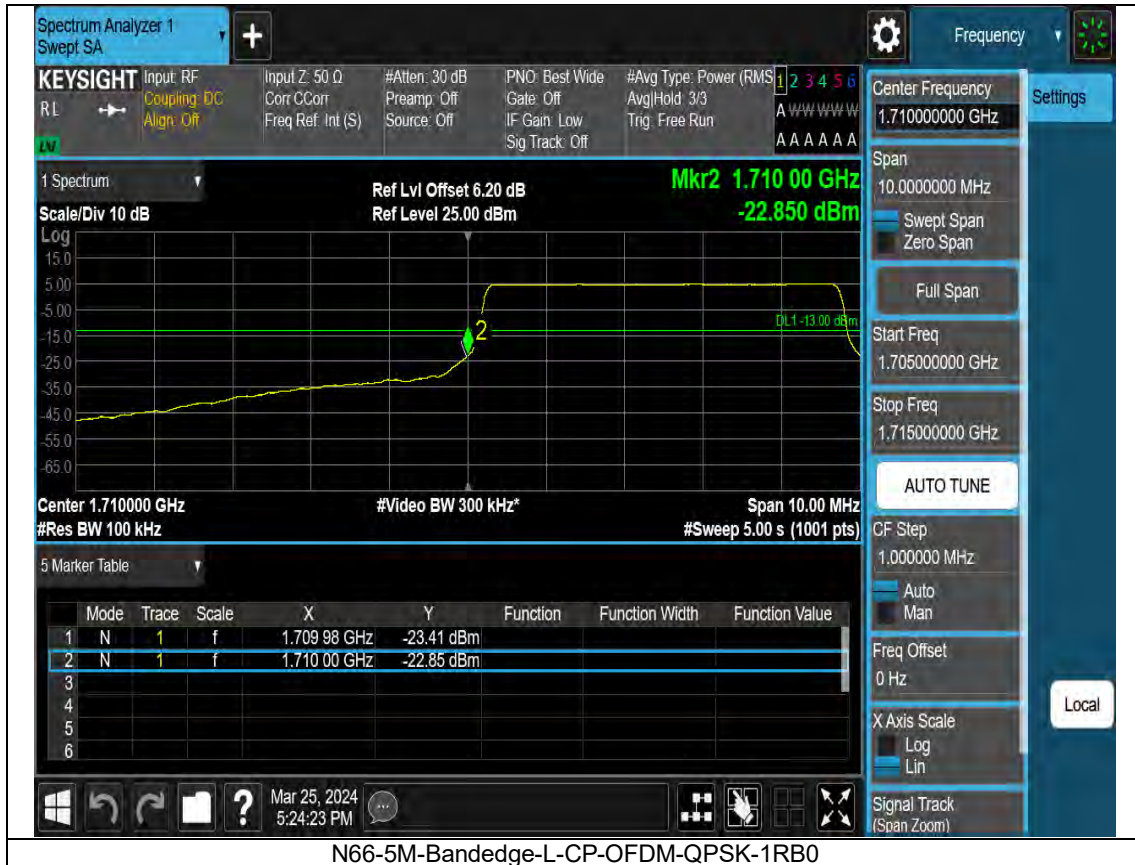 Spectrum Analyzer 1
Swept SA
+
Frequency
KEYSIGHT
RL
Input: RF
Coupling: DC
Align: Off
Input Z: 50 Ω
Corr CCorr
Freq Ref: Int (S)
#Atten: 30 dB
Preamp: Off
Source: Off
PNO: Best Wide
Gate: Off
IF Gain: Low
Sig Track: Off
#Avg Type: Power (RMS
Avg|Hold: 3/3
Trig: Free Run
1 2 3 4 5 6
A W W W W W
A A A A A A
1 Spectrum
Ref Lvl Offset 6.20 dB
Mkr2 1.710 00 GHz
Scale/Div 10 dB
Ref Level 25.00 dBm
-22.850 dBm
Log
15.0
5.00
-5.00
DL1 -13.00 dBm
-15.0
2
-25.0
-35.0
-45.0
-55.0
-65.0
Center 1.710000 GHz
#Video BW 300 kHz*
Span 10.00 MHz
#Res BW 100 kHz
#Sweep 5.00 s (1001 pts)
5 Marker Table
Mode Trace Scale X Y Function Function Width Function Value
1 N 1 f 1.709 98 GHz -23.41 dBm
2 N 1 f 1.710 00 GHz -22.85 dBm
3
4
5
6
?
Mar 25, 2024
5:24:23 PM
Center Frequency
1.710000000 GHz
Settings
Span
10.0000000 MHz
Swept Span
Zero Span
Full Span
Start Freq
1.705000000 GHz
Stop Freq
1.715000000 GHz
AUTO TUNE
CF Step
1.000000 MHz
Auto
Man
Freq Offset
0 Hz
Local
X Axis Scale
Log
Lin
Signal Track
(Span Zoom)
N66-5M-Bandedge-L-CP-OFDM-QPSK-1RB0